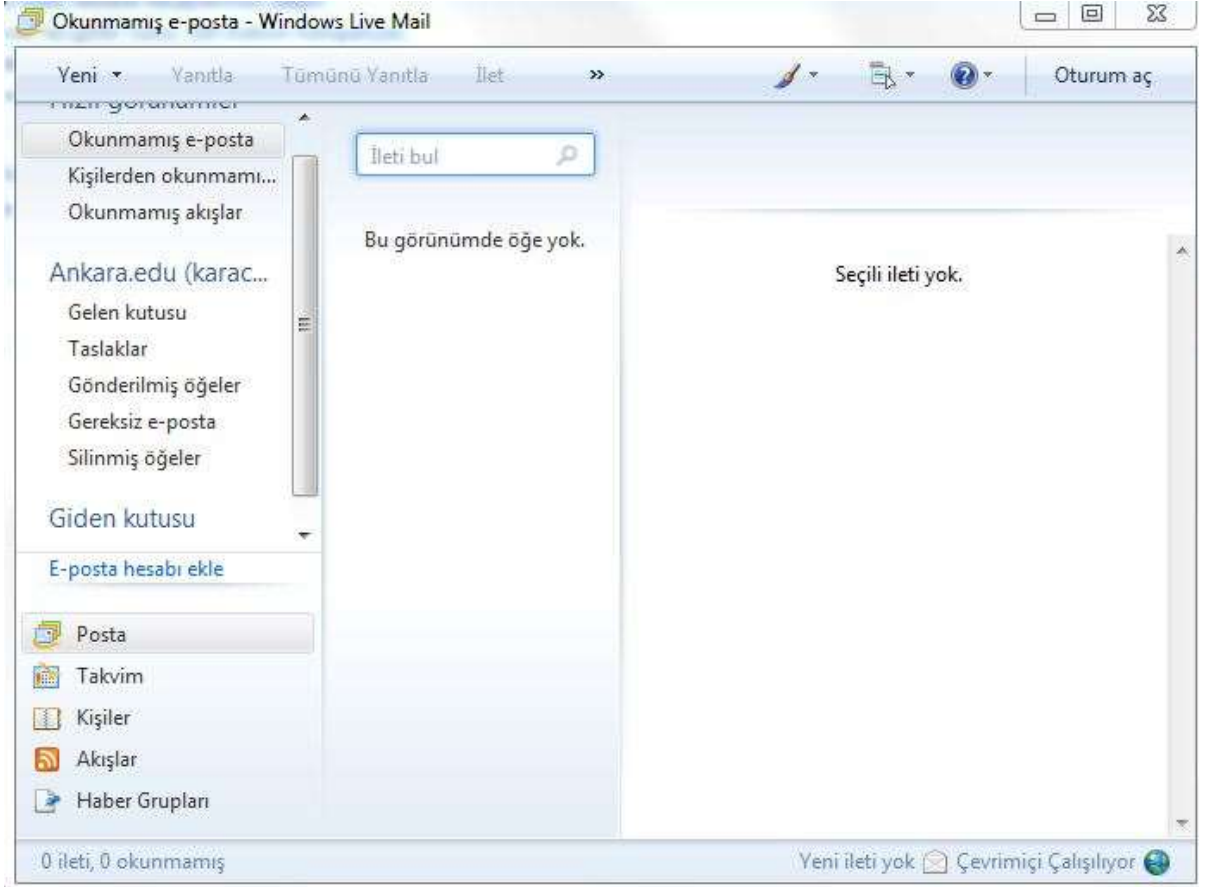 Okunmamış e-posta - Windows Live Mail
Yeni Yanıtla Tümünü Yanıtla İlet » Oturum aç
Hızlı görünümler
Okunmamış e-posta
Kişilerden okunmamı...
Okunmamış akışlar
Ankara.edu (karac...
Gelen kutusu
Taslaklar
Gönderilmiş öğeler
Gereksiz e-posta
Silinmiş öğeler
Giden kutusu
E-posta hesabı ekle
Posta
Takvim
Kişiler
Akışlar
Haber Grupları
İleti bul
Bu görünümde öğe yok.
Seçili ileti yok.
0 ileti, 0 okunmamış
Yeni ileti yok Çevrimiçi Çalışılıyor